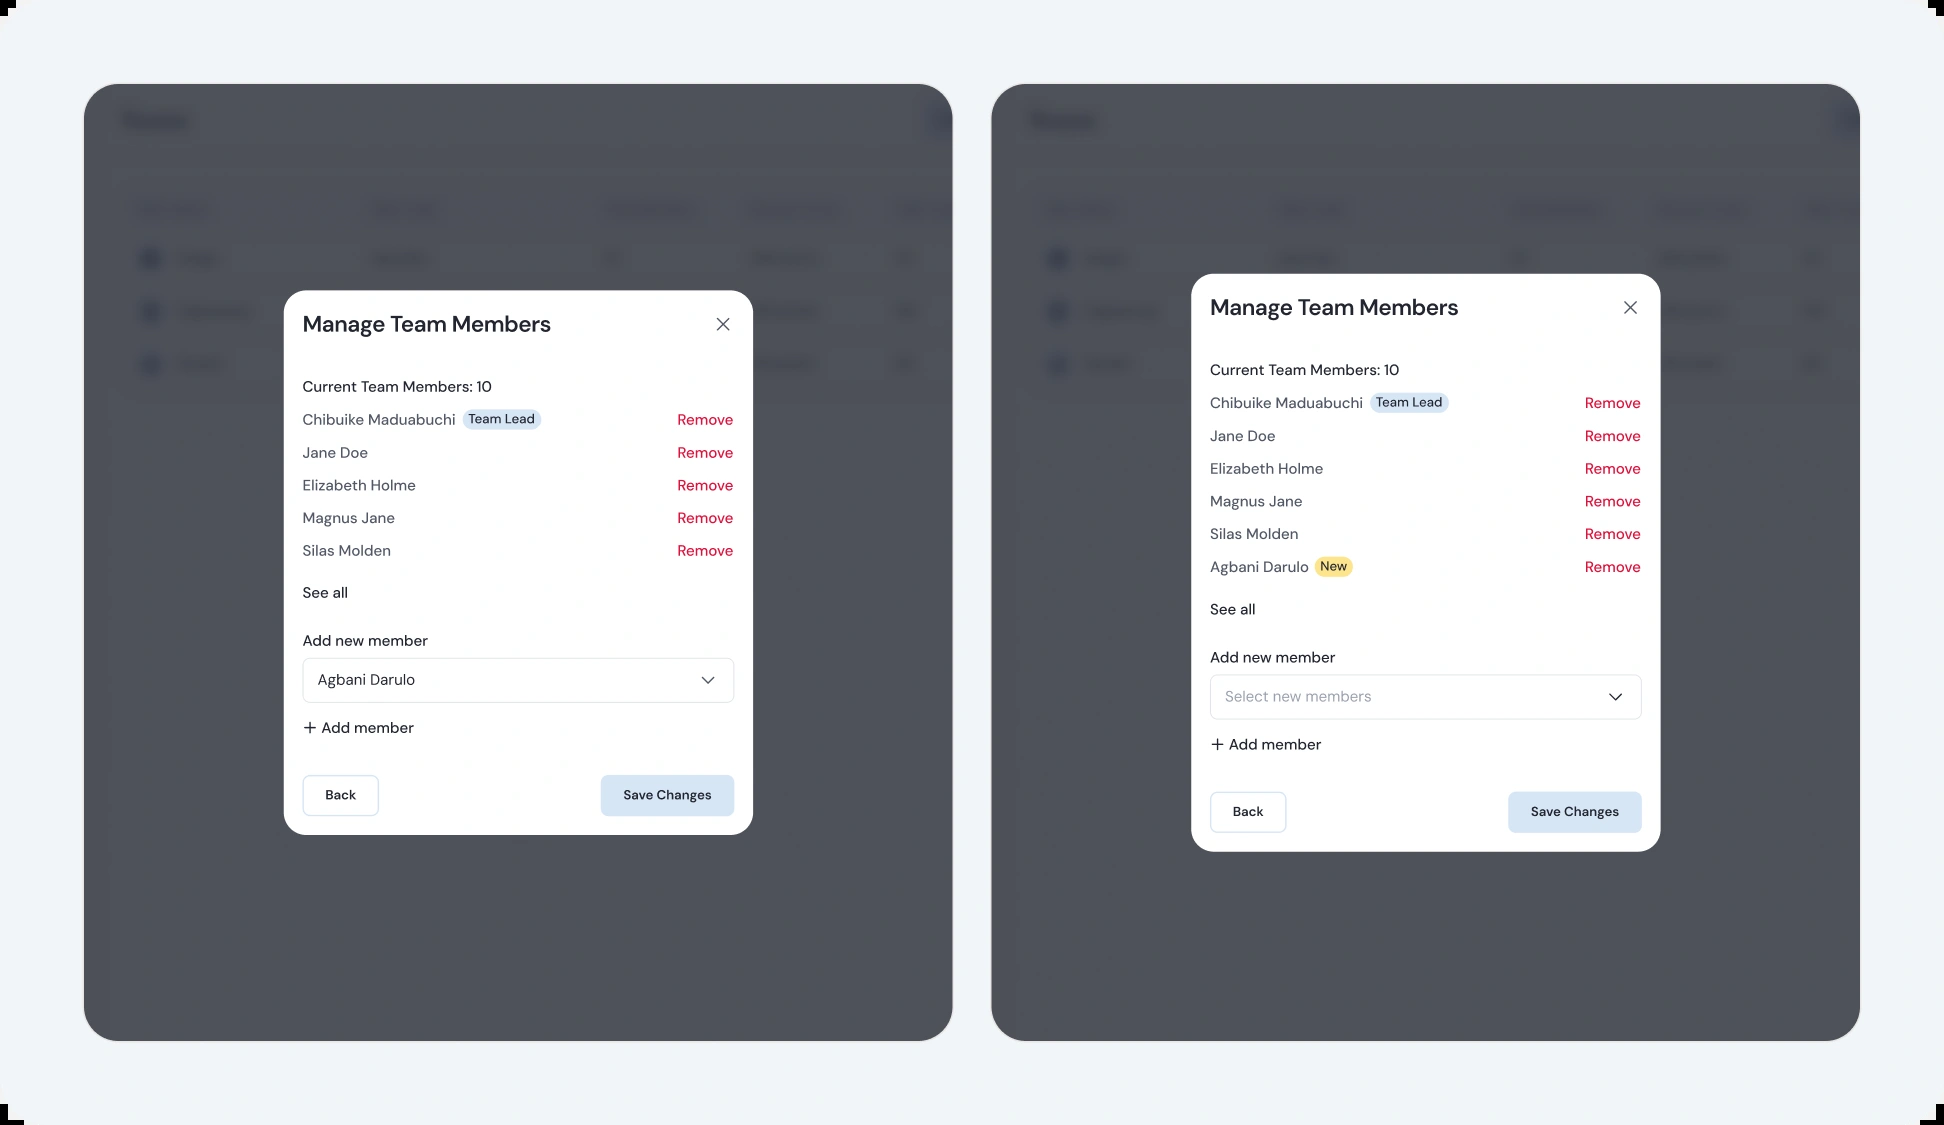 Manage Team Members
Current Team Members: 10
Chibuike Maduabuchi Team Lead Remove
Jane Doe Remove
Elizabeth Holme Remove
Magnus Jane Remove
Silas Molden Remove
See all
Add new member
Agbani Darulo
+ Add member
Back Save Changes
Manage Team Members
Current Team Members: 10
Chibuike Maduabuchi Team Lead Remove
Jane Doe Remove
Elizabeth Holme Remove
Magnus Jane Remove
Silas Molden Remove
Agbani Darulo New Remove
See all
Add new member
Select new members
+ Add member
Back Save Changes